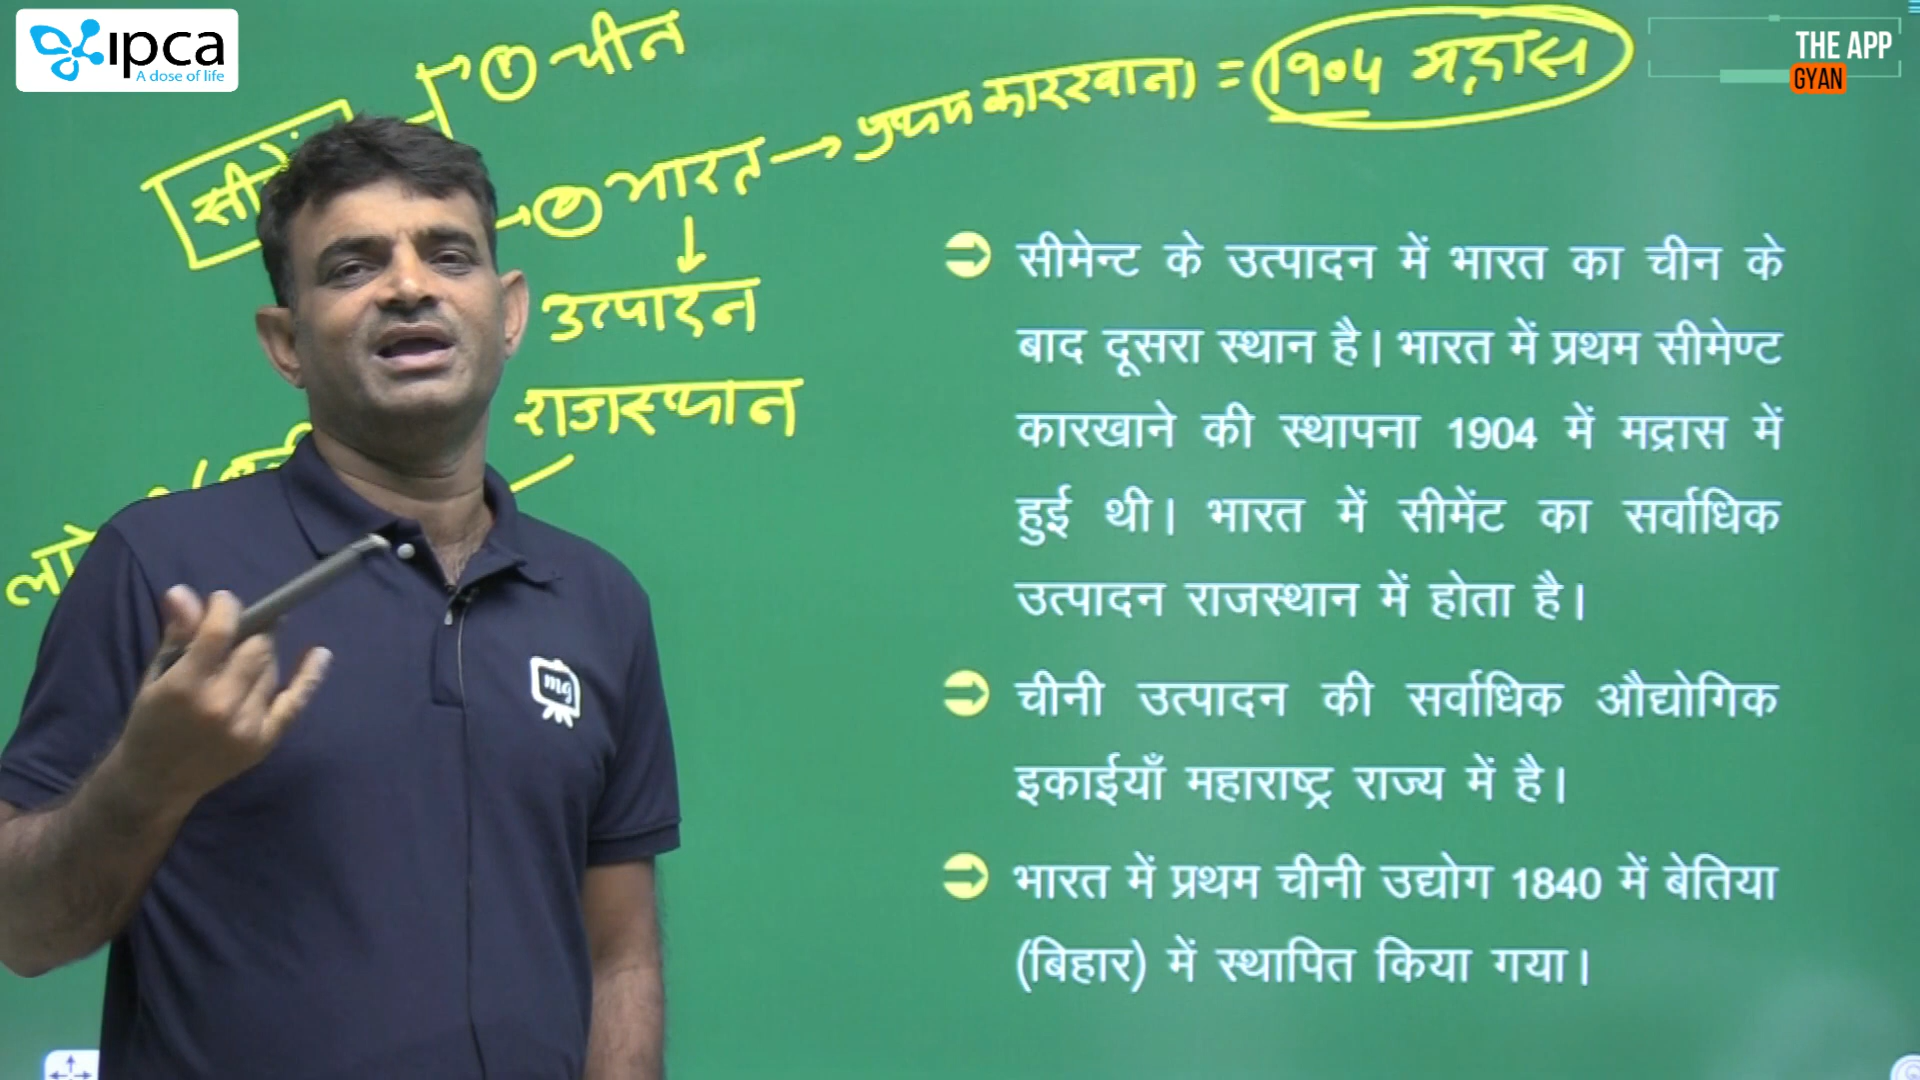 ipca
A dose of life
THE APP
GYAN
① चीन
② भारत → प्रथम कारखाना = 1904 मद्रास
उत्पादन
राजस्थान
सीमेन्ट के उत्पादन में भारत का चीन के
बाद दूसरा स्थान है। भारत में प्रथम सीमेण्ट
कारखाने की स्थापना 1904 में मद्रास में
हुई थी। भारत में सीमेंट का सर्वाधिक
उत्पादन राजस्थान में होता है।
चीनी उत्पादन की सर्वाधिक औद्योगिक
इकाईयाँ महाराष्ट्र राज्य में है।
भारत में प्रथम चीनी उद्योग 1840 में बेतिया
(बिहार) में स्थापित किया गया।
mg